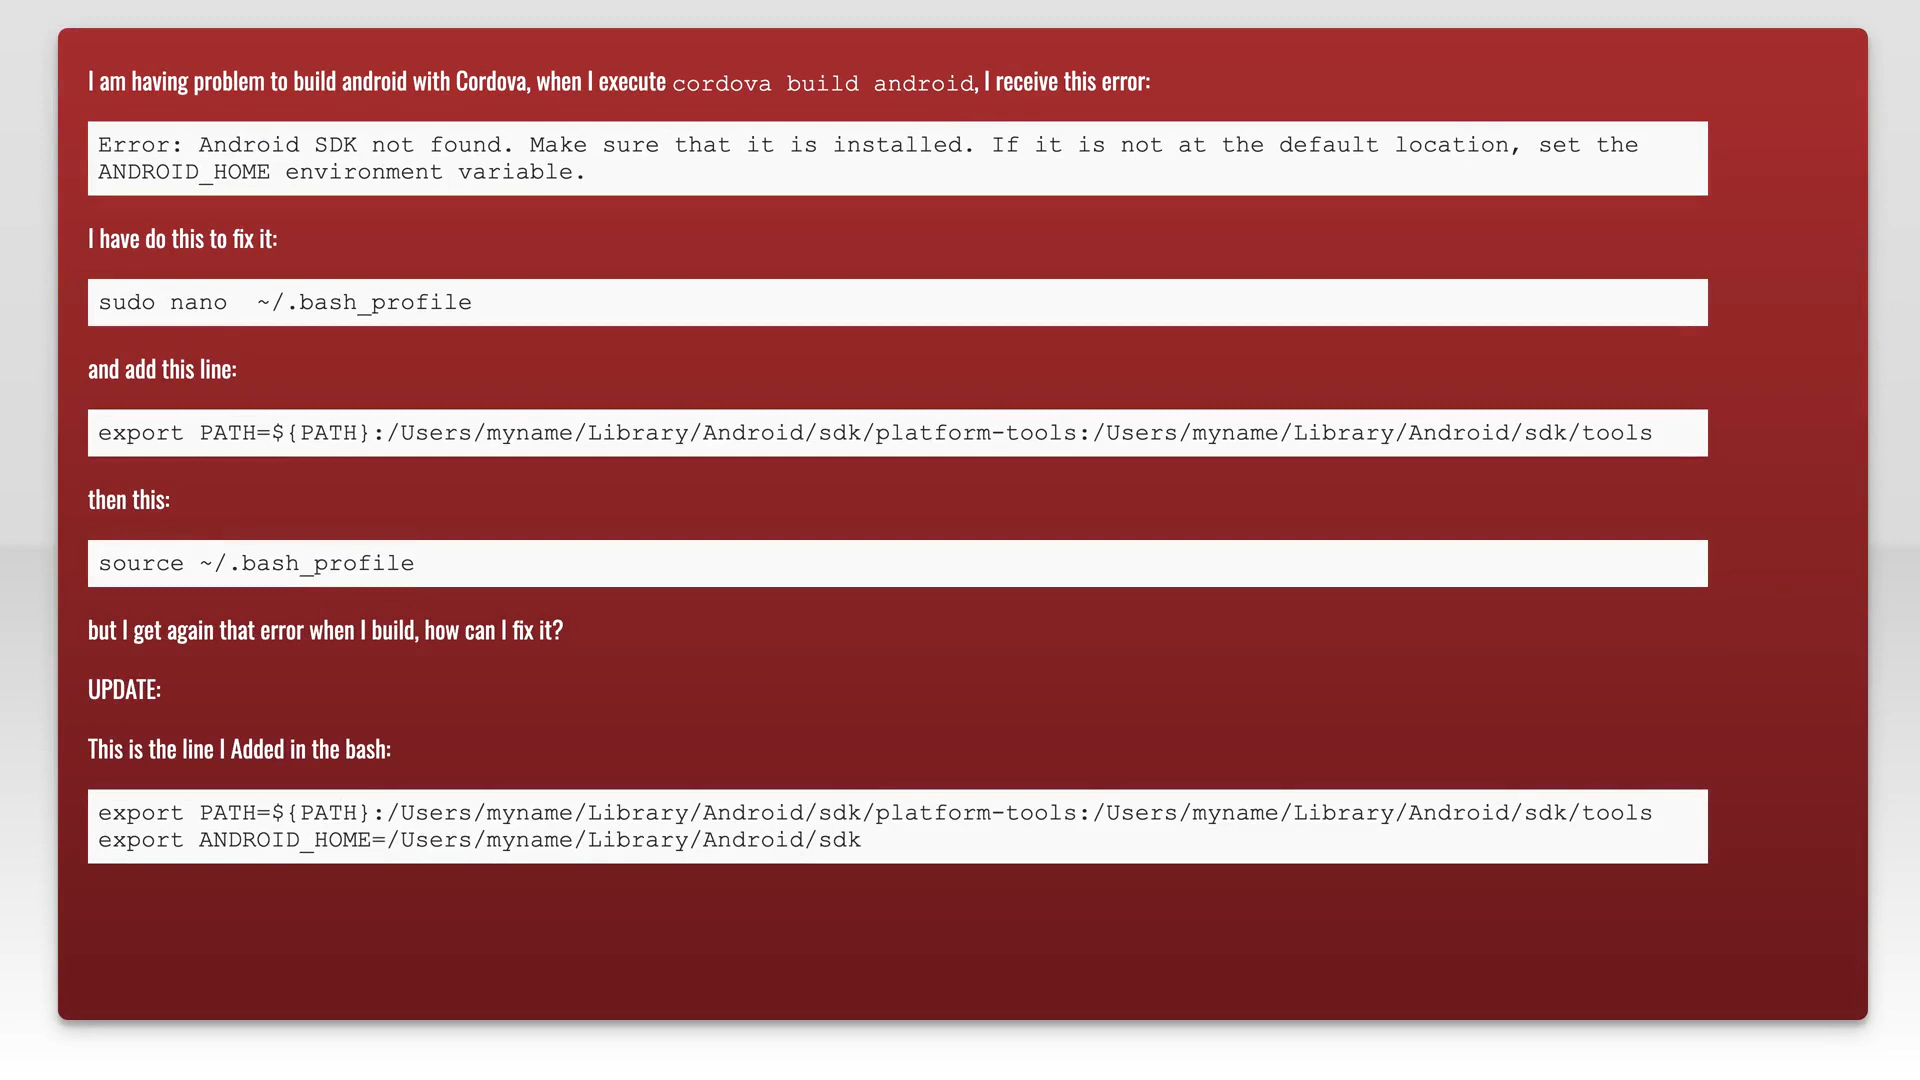 I am having problem to build android with Cordova, when I execute cordova build android, I receive this error:
Error: Android SDK not found. Make sure that it is installed. If it is not at the default location, set the
ANDROID_HOME environment variable.
I have do this to fix it:
sudo nano  ~/.bash_profile
and add this line:
export PATH=${PATH}:/Users/myname/Library/Android/sdk/platform-tools:/Users/myname/Library/Android/sdk/tools
then this:
source ~/.bash_profile
but I get again that error when I build, how can I fix it?
UPDATE:
This is the line I Added in the bash:
export PATH=${PATH}:/Users/myname/Library/Android/sdk/platform-tools:/Users/myname/Library/Android/sdk/tools
export ANDROID_HOME=/Users/myname/Library/Android/sdk